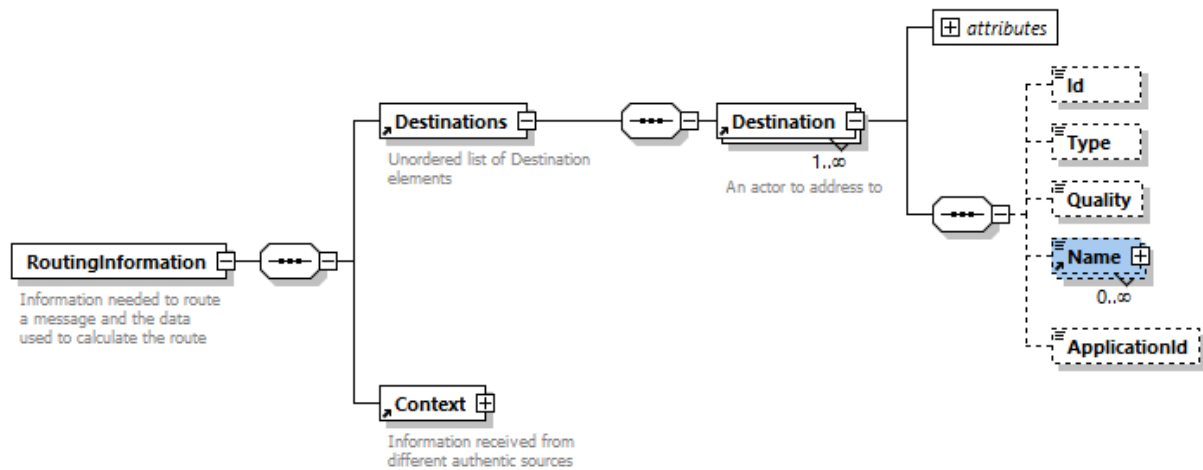 attributes
Id
Destinations
Destination
Type
Unordered list of Destination
elements
1..∞
An actor to address to
Quality
RoutingInformation
Name
Information needed to route
a message and the data
used to calculate the route
0..∞
ApplicationId
Context
Information received from
different authentic sources